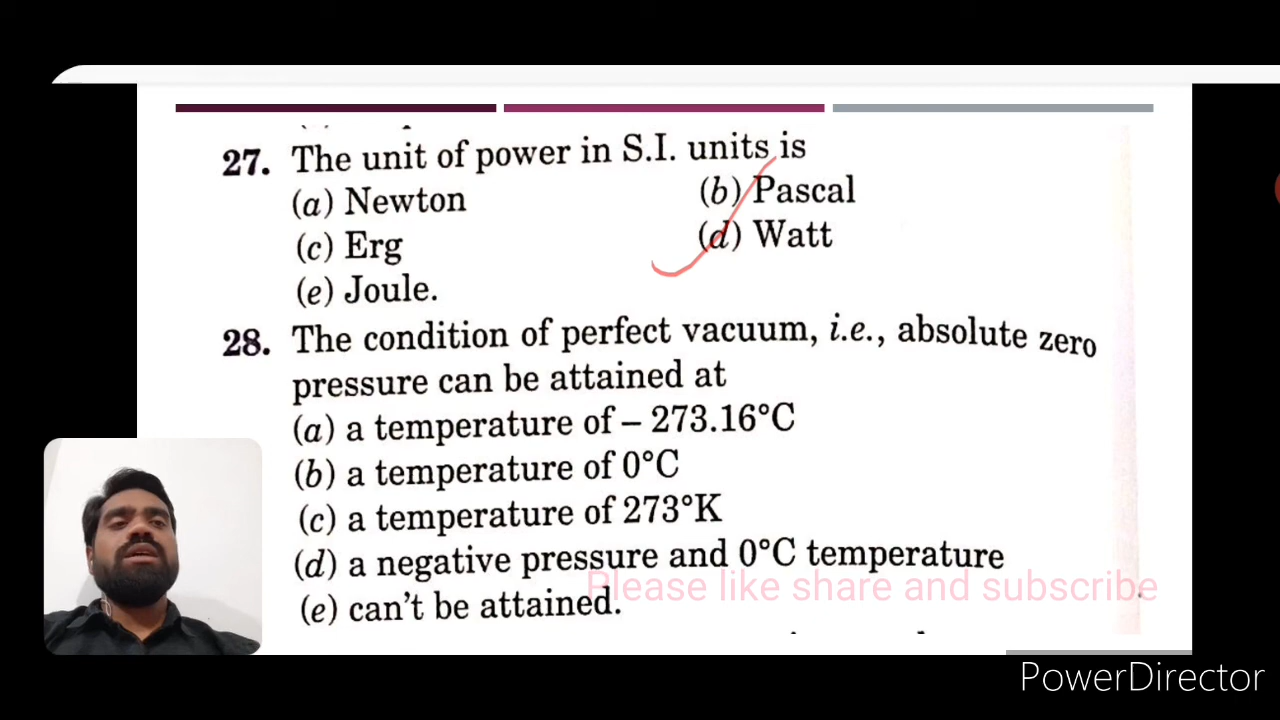 27. The unit of power in S.I. units is
(a) Newton (b) Pascal
(c) Erg (d) Watt
(e) Joule.
28. The condition of perfect vacuum, i.e., absolute zero
pressure can be attained at
(a) a temperature of – 273.16°C
(b) a temperature of 0°C
(c) a temperature of 273°K
(d) a negative pressure and 0°C temperature
Please like share and subscribe
(e) can't be attained.
PowerDirector